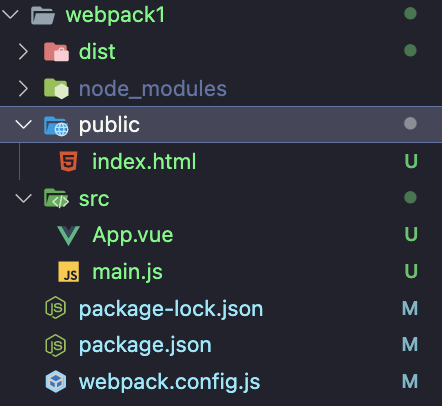 webpack1
dist
node_modules
public
index.html U
src
App.vue U
JS main.js U
package-lock.json M
package.json M
webpack.config.js M